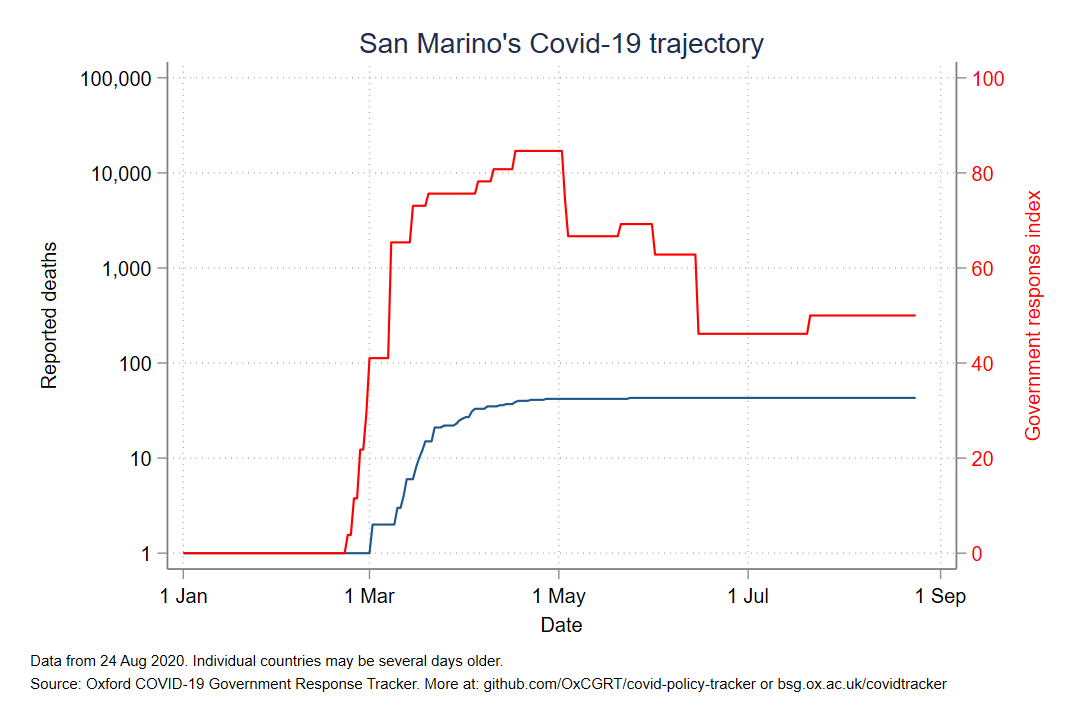 San Marino's Covid-19 trajectory
100,000
10,000
1,000
100
10
1
Reported deaths
100
80
60
40
20
0
Government response index
1 Jan
1 Mar
1 May
1 Jul
1 Sep
Date
Data from 24 Aug 2020. Individual countries may be several days older.
Source: Oxford COVID-19 Government Response Tracker. More at: github.com/OxCGRT/covid-policy-tracker or bsg.ox.ac.uk/covidtracker